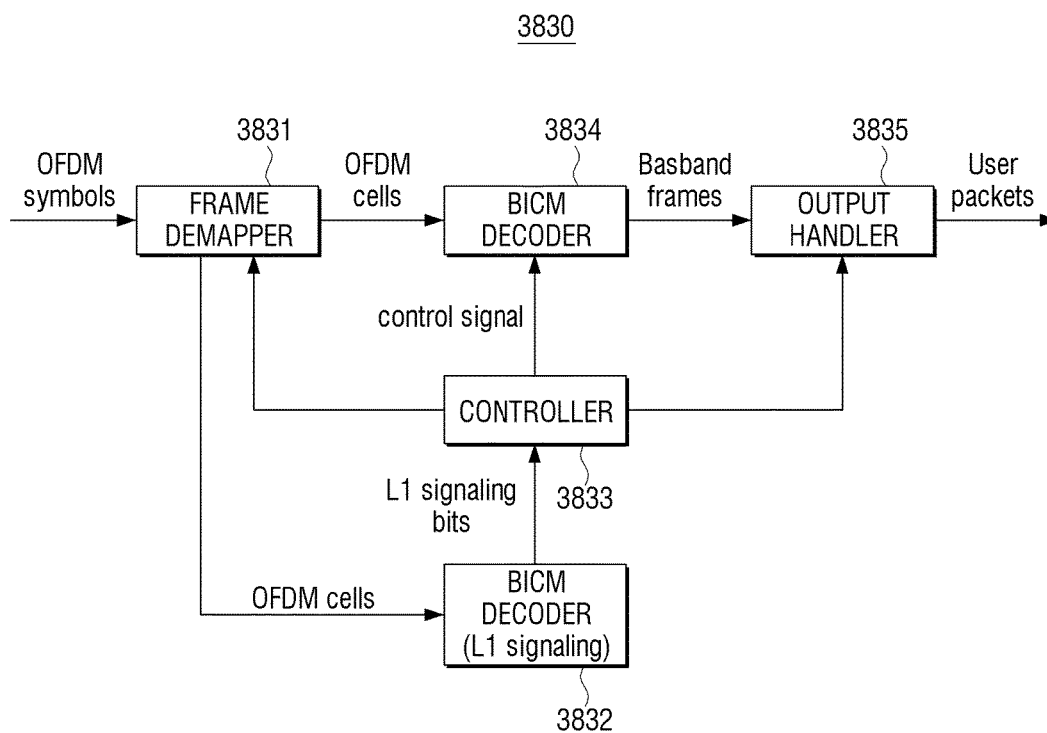 3830
3831
3834
3835
OFDM
symbols
OFDM
cells
Basband
frames
User
packets
FRAME
DEMAPPER
BICM
DECODER
OUTPUT
HANDLER
control signal
CONTROLLER
3833
L1 signaling
bits
OFDM cells
BICM
DECODER
(L1 signaling)
3832